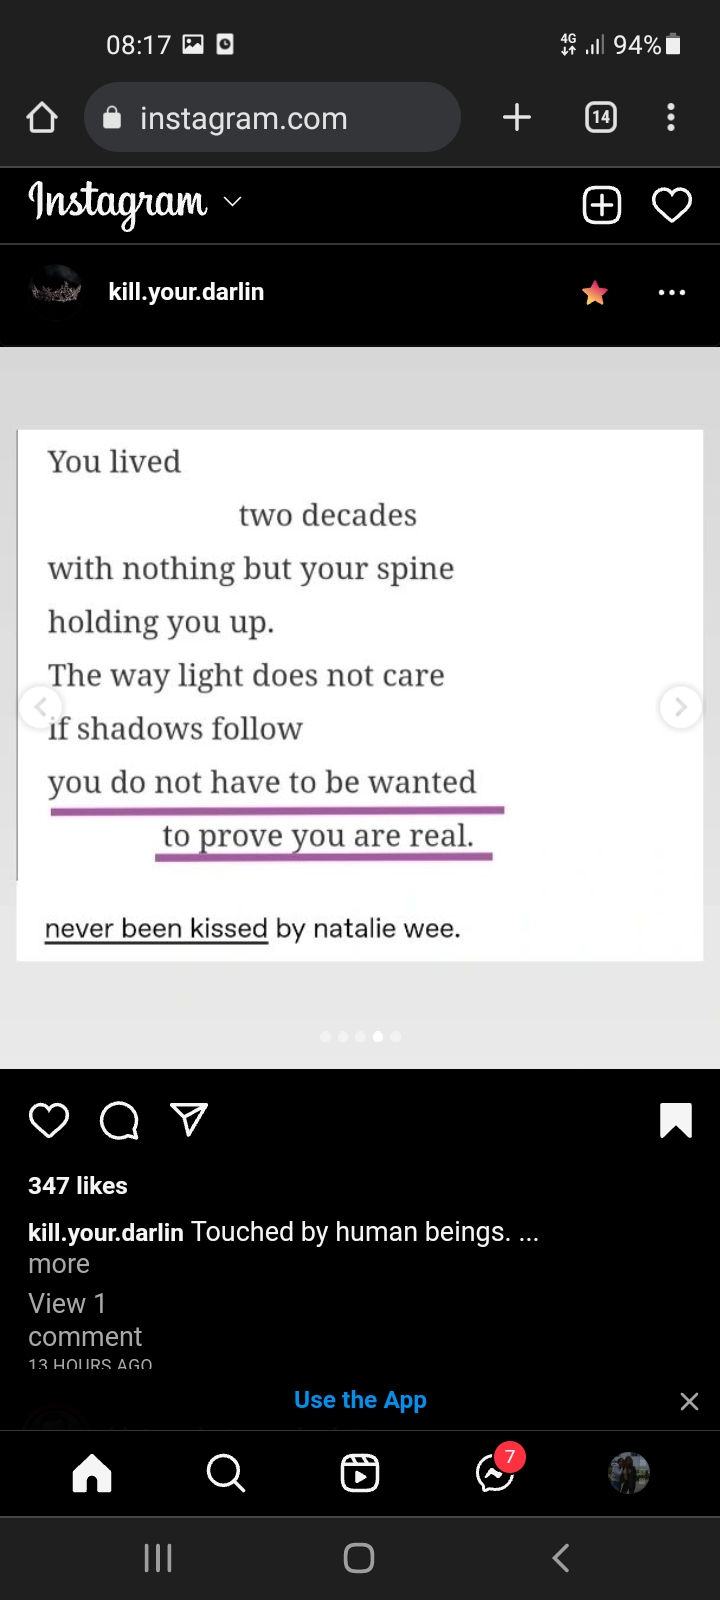 08:17
4G
94%
instagram.com
14
Instagram
kill.your.darlin
You lived
two decades
with nothing but your spine
holding you up.
The way light does not care
if shadows follow
you do not have to be wanted
to prove you are real.
never been kissed by natalie wee.
347 likes
kill.your.darlin Touched by human beings. ...
more
View 1
comment
13 HOURS AGO
Use the App
7